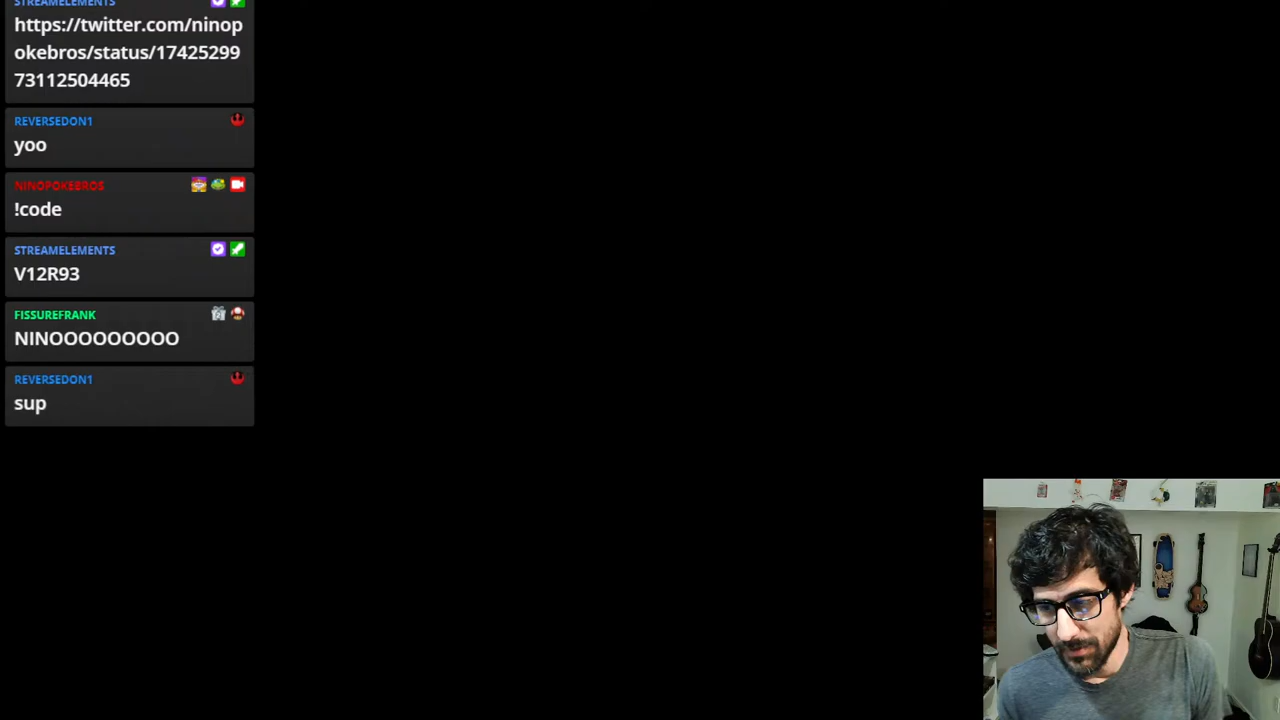 STREAMELEMENTS
https://twitter.com/ninop
okebros/status/17425299
73112504465
REVERSEDON1
yoo
NINOPOKEBROS
!code
STREAMELEMENTS
V12R93
FISSUREFRANK
NINOOOOOOOOO
REVERSEDON1
sup